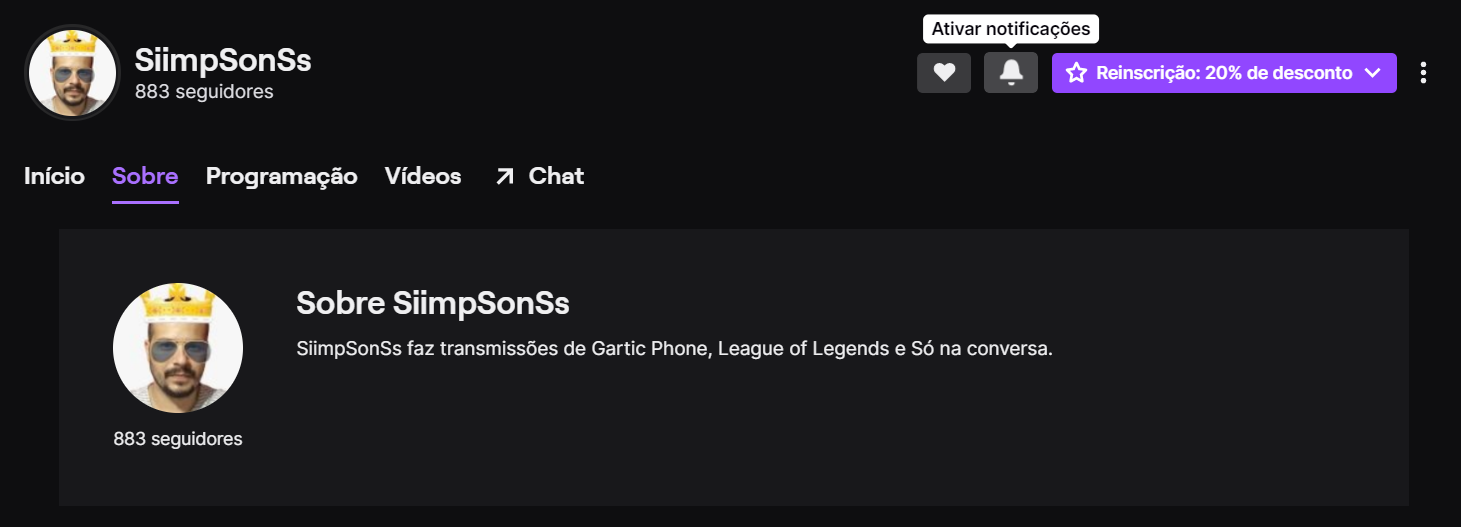 Ativar notificações
SiimpSonSs
883 seguidores
Reinscrição: 20% de desconto
Início Sobre Programação Vídeos Chat
Sobre SiimpSonSs
SiimpSonSs faz transmissões de Gartic Phone, League of Legends e Só na conversa.
883 seguidores